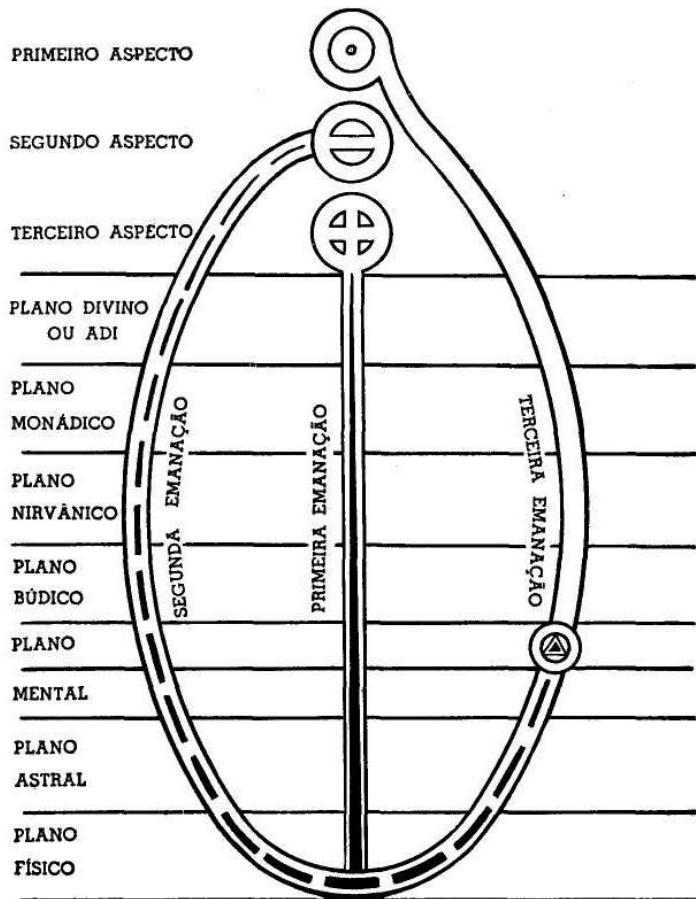 PRIMEIRO ASPECTO
SEGUNDO ASPECTO
TERCEIRO ASPECTO
PLANO DIVINO
OU ADI
PLANO
MONÁDICO
PLANO
NIRVÂNICO
PLANO
BÚDICO
PLANO
MENTAL
PLANO
ASTRAL
PLANO
FÍSICO
SEGUNDA EMANAÇÃO
PRIMEIRA EMANAÇÃO
TERCEIRA EMANAÇÃO